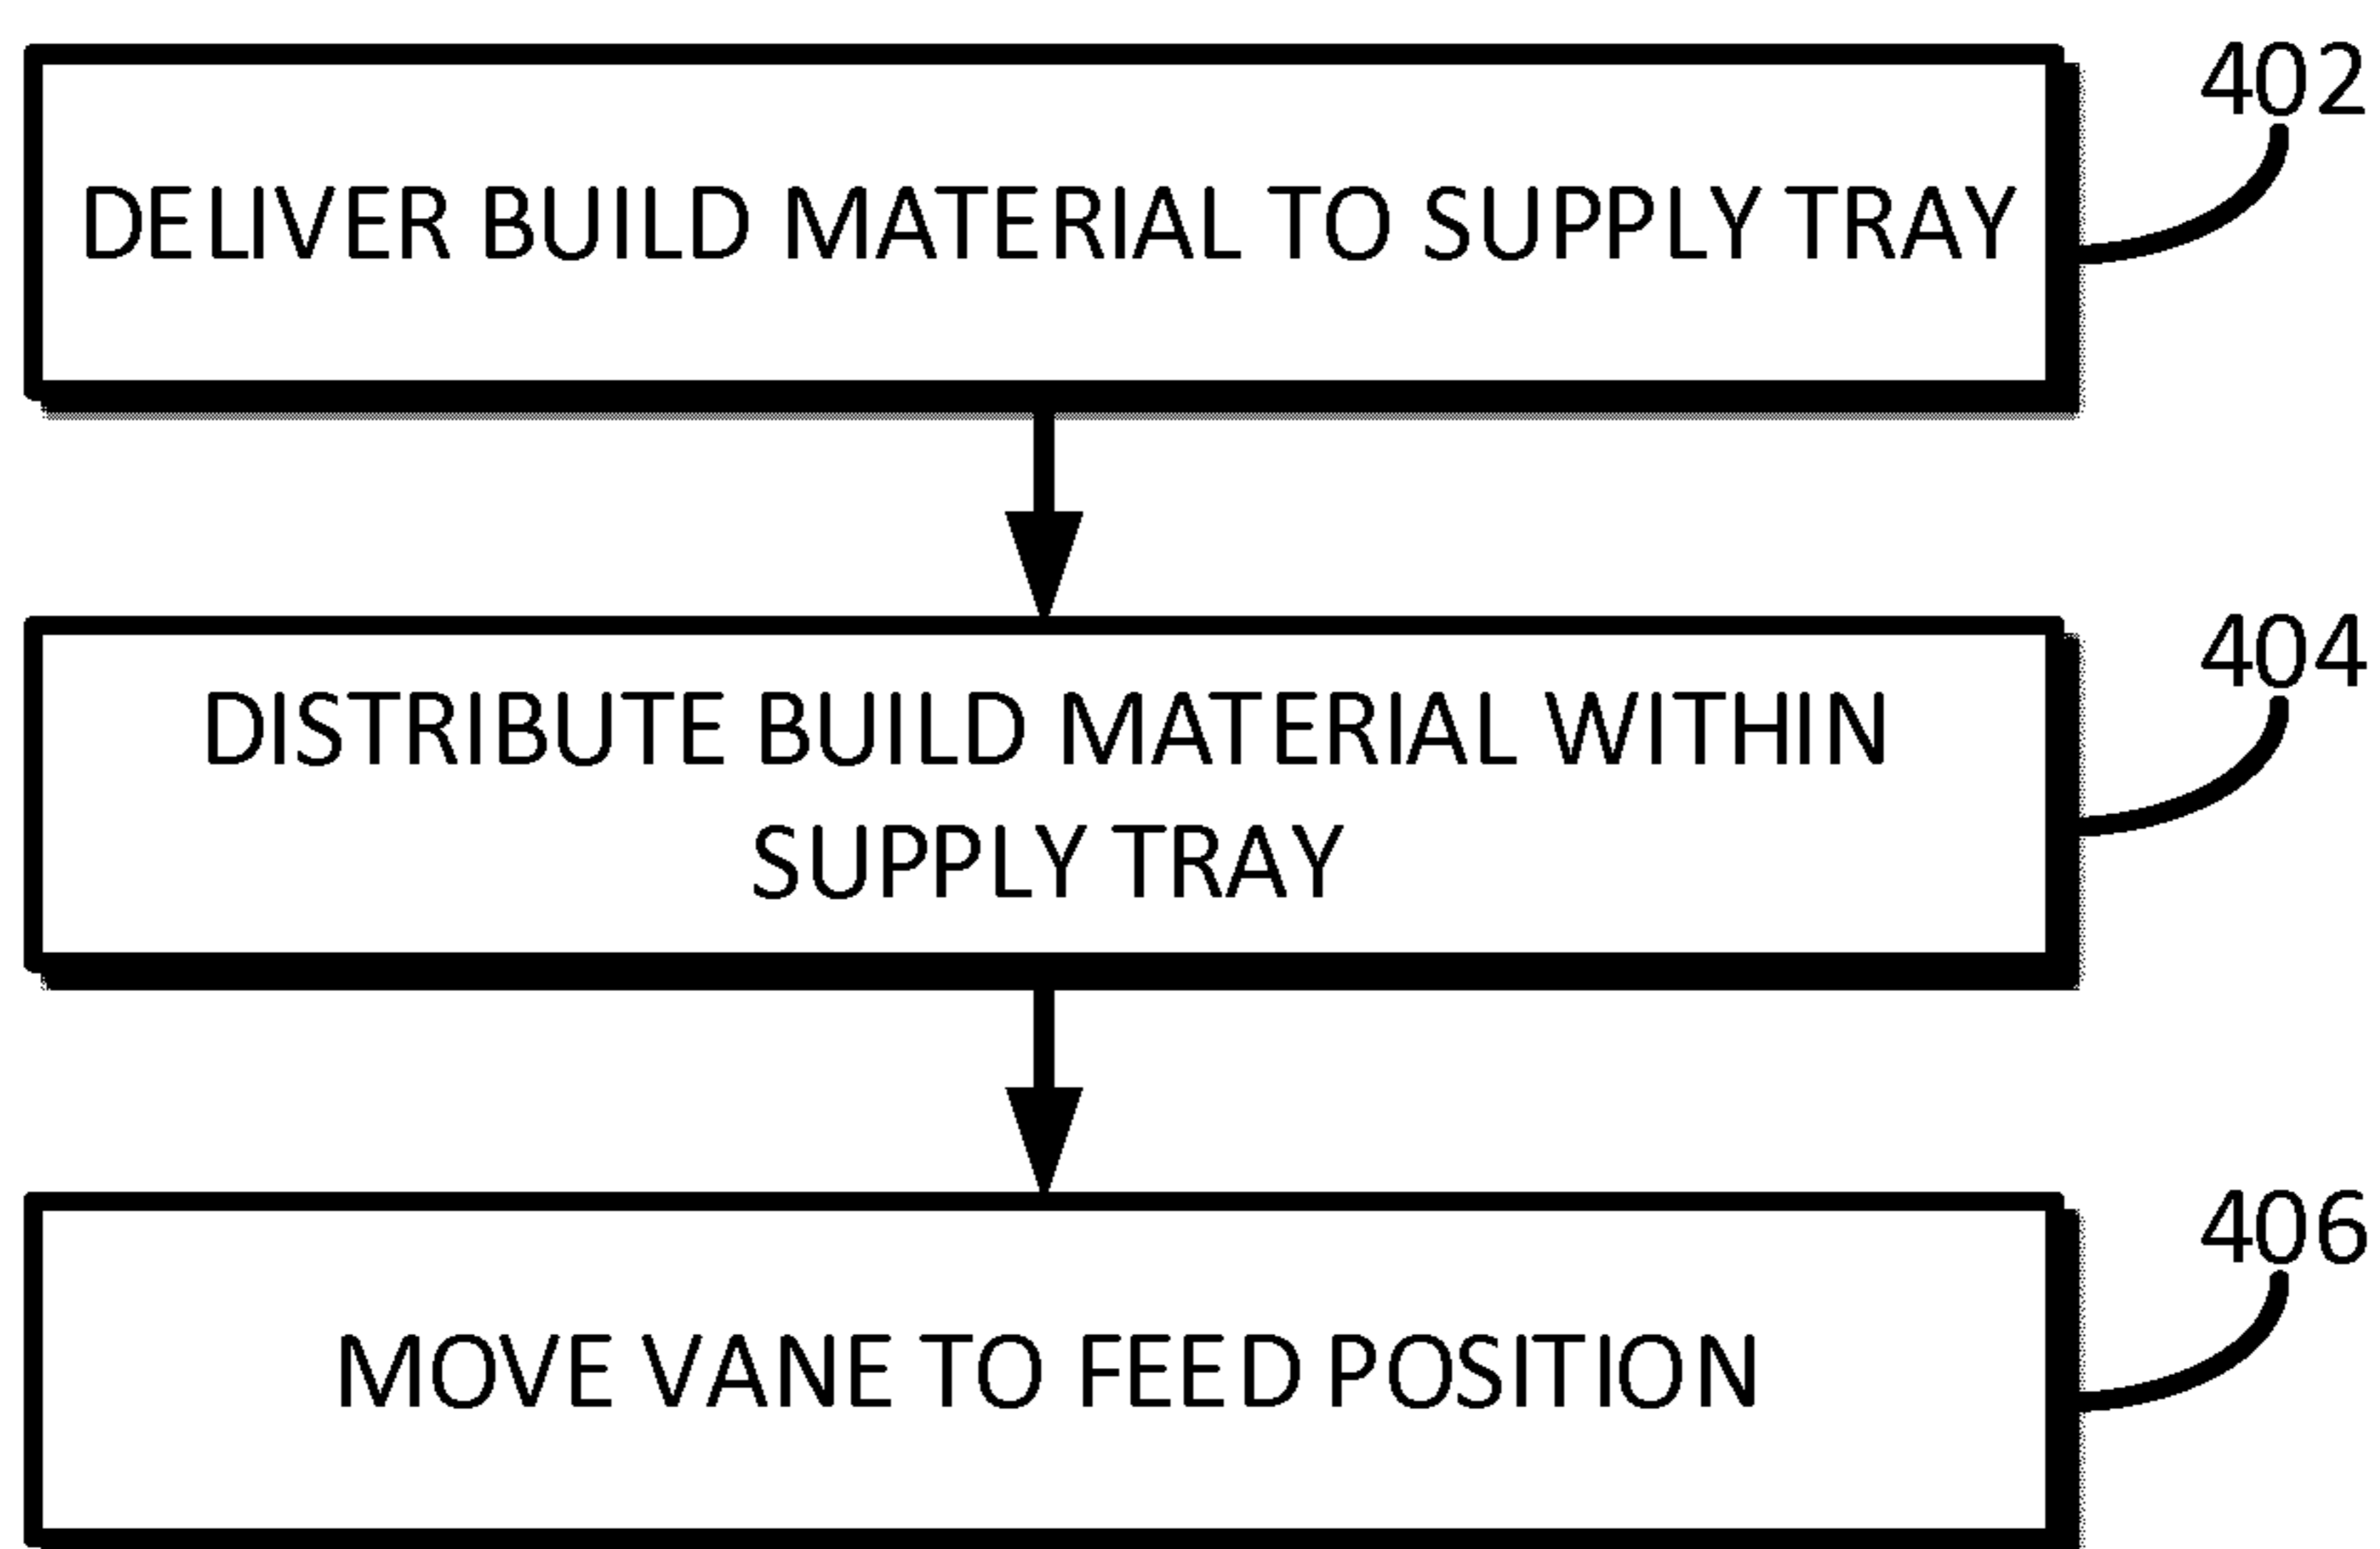 402
DELIVER BUILD MATERIAL TO SUPPLY TRAY
404
DISTRIBUTE BUILD MATERIAL WITHIN
SUPPLY TRAY
406
MOVE VANE TO FEED POSITION